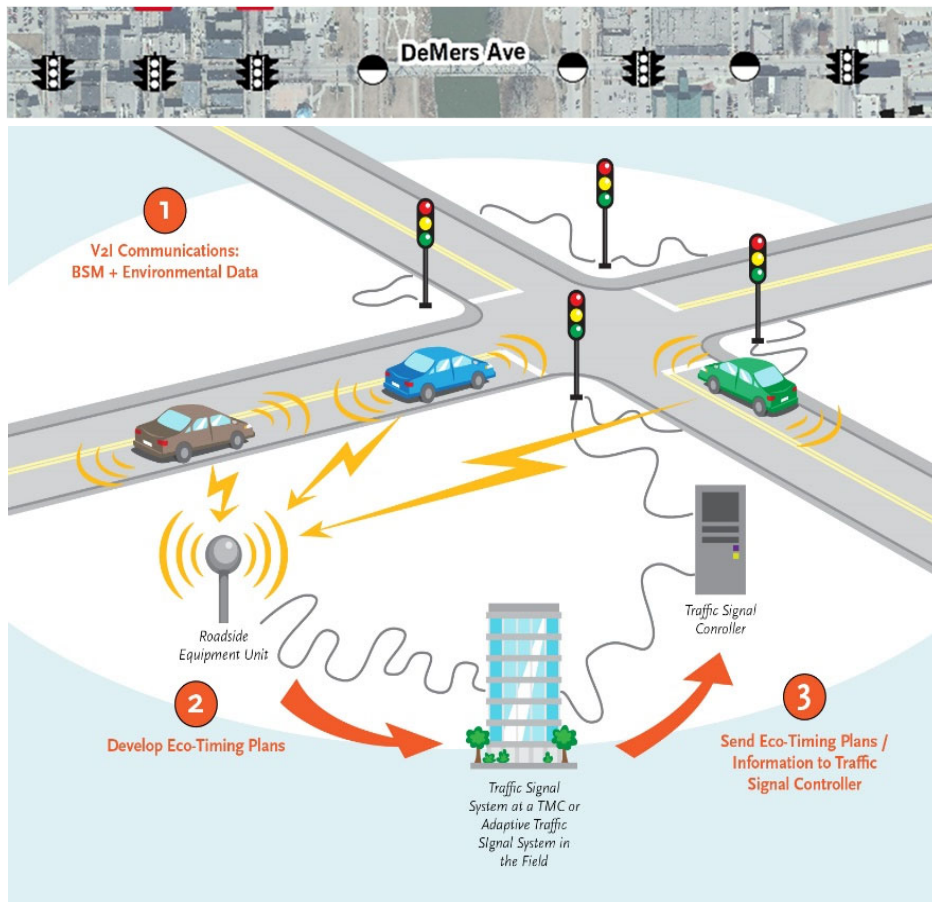 DeMers Ave
1
V2I Communications:
BSM + Environmental Data
Roadside
Equipment Unit
2
Develop Eco-Timing Plans
Traffic Signal
System at a TMC or
Adaptive Traffic
SIgnal System in
the Field
Traffic Signal
Conroller
3
Send Eco-Timing Plans /
Information to Traffic
Signal Controller